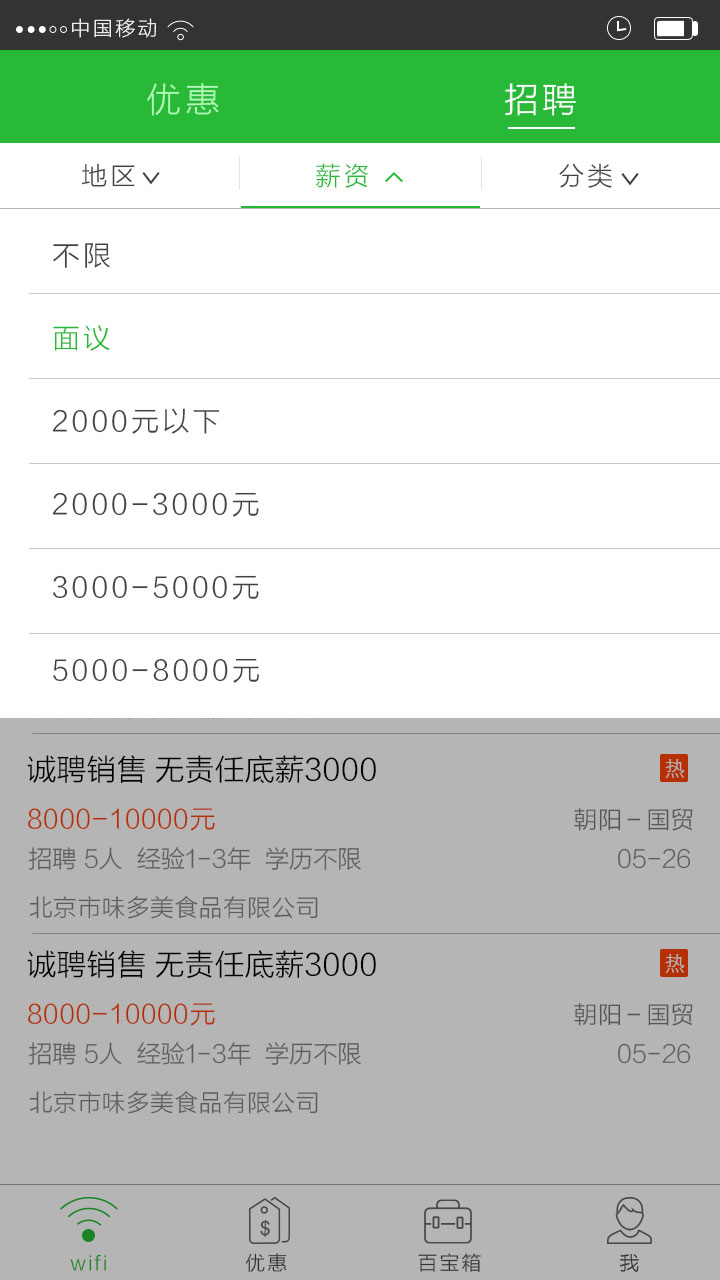 中国移动
优惠 招聘
地区 薪资 分类
不限
面议
2000元以下
2000-3000元
3000-5000元
5000-8000元
诚聘销售 无责任底薪3000 热
8000-10000元 朝阳-国贸
招聘 5人 经验1-3年 学历不限 05-26
北京市味多美食品有限公司
诚聘销售 无责任底薪3000 热
8000-10000元 朝阳-国贸
招聘 5人 经验1-3年 学历不限 05-26
北京市味多美食品有限公司
wifi 优惠 百宝箱 我